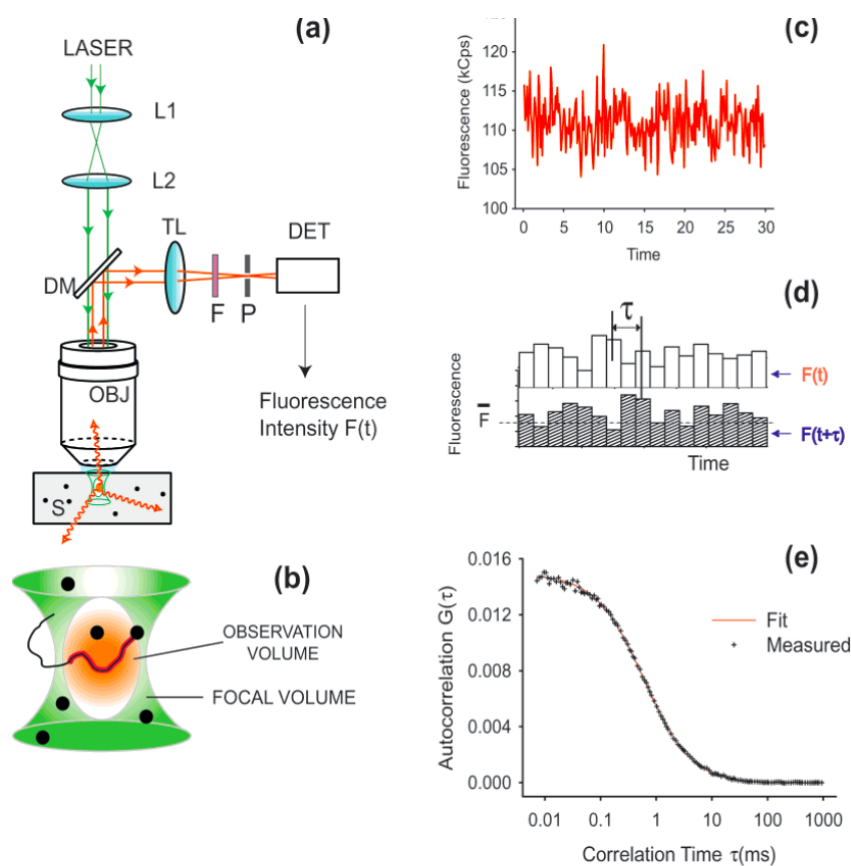 (a)
LASER
L1
L2
TL
DET
DM
F
P
OBJ
Fluorescence
Intensity F(t)
S
(b)
OBSERVATION
VOLUME
FOCAL VOLUME
(c)
Fluorescence (kCps)
120
115
110
105
100
0 5 10 15 20 25 30
Time
(d)
τ
F(t)
Fluorescence
F̄
F(t+τ)
Time
(e)
Autocorrelation G(τ)
0.016
0.012
0.008
0.004
0.000
Fit
Measured
0.01 0.1 1 10 100 1000
Correlation Time τ(ms)